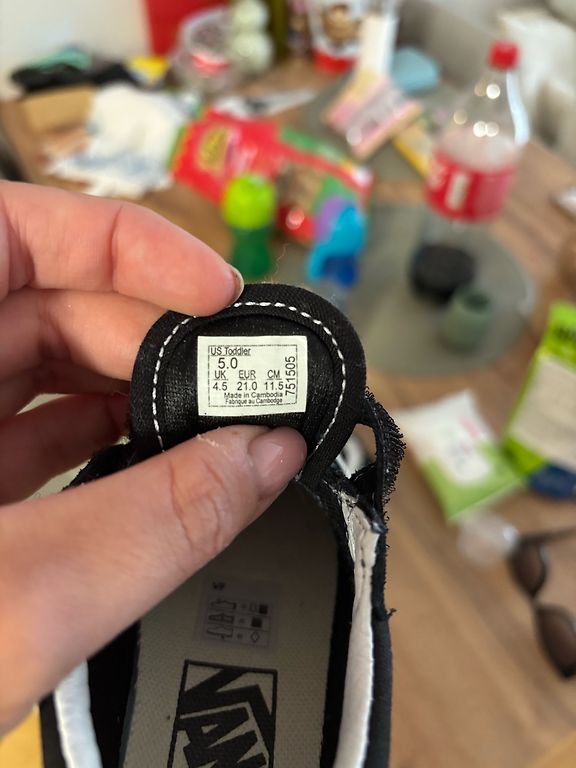 US Toddler
5.0
UK EUR CM
4.5 21.0 11.5
Made in Cambodia
Fabriqué au Cambodge
751505
VANS